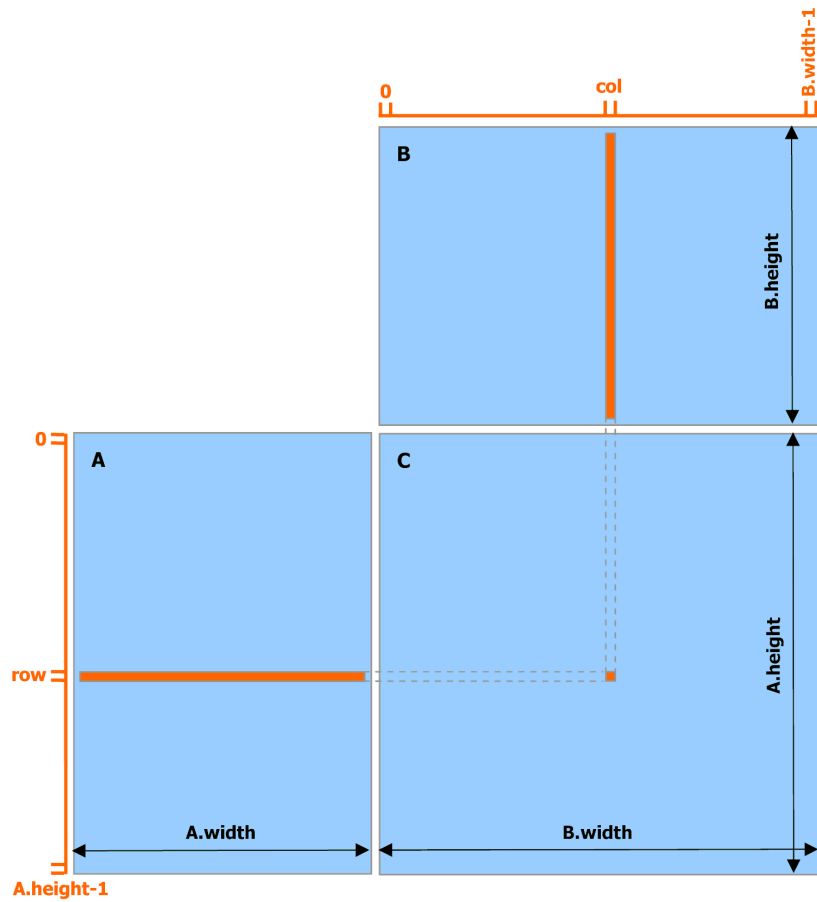 B.width-1
0
col
B
B.height
0
A
C
row
A.height
A.width
B.width
A.height-1